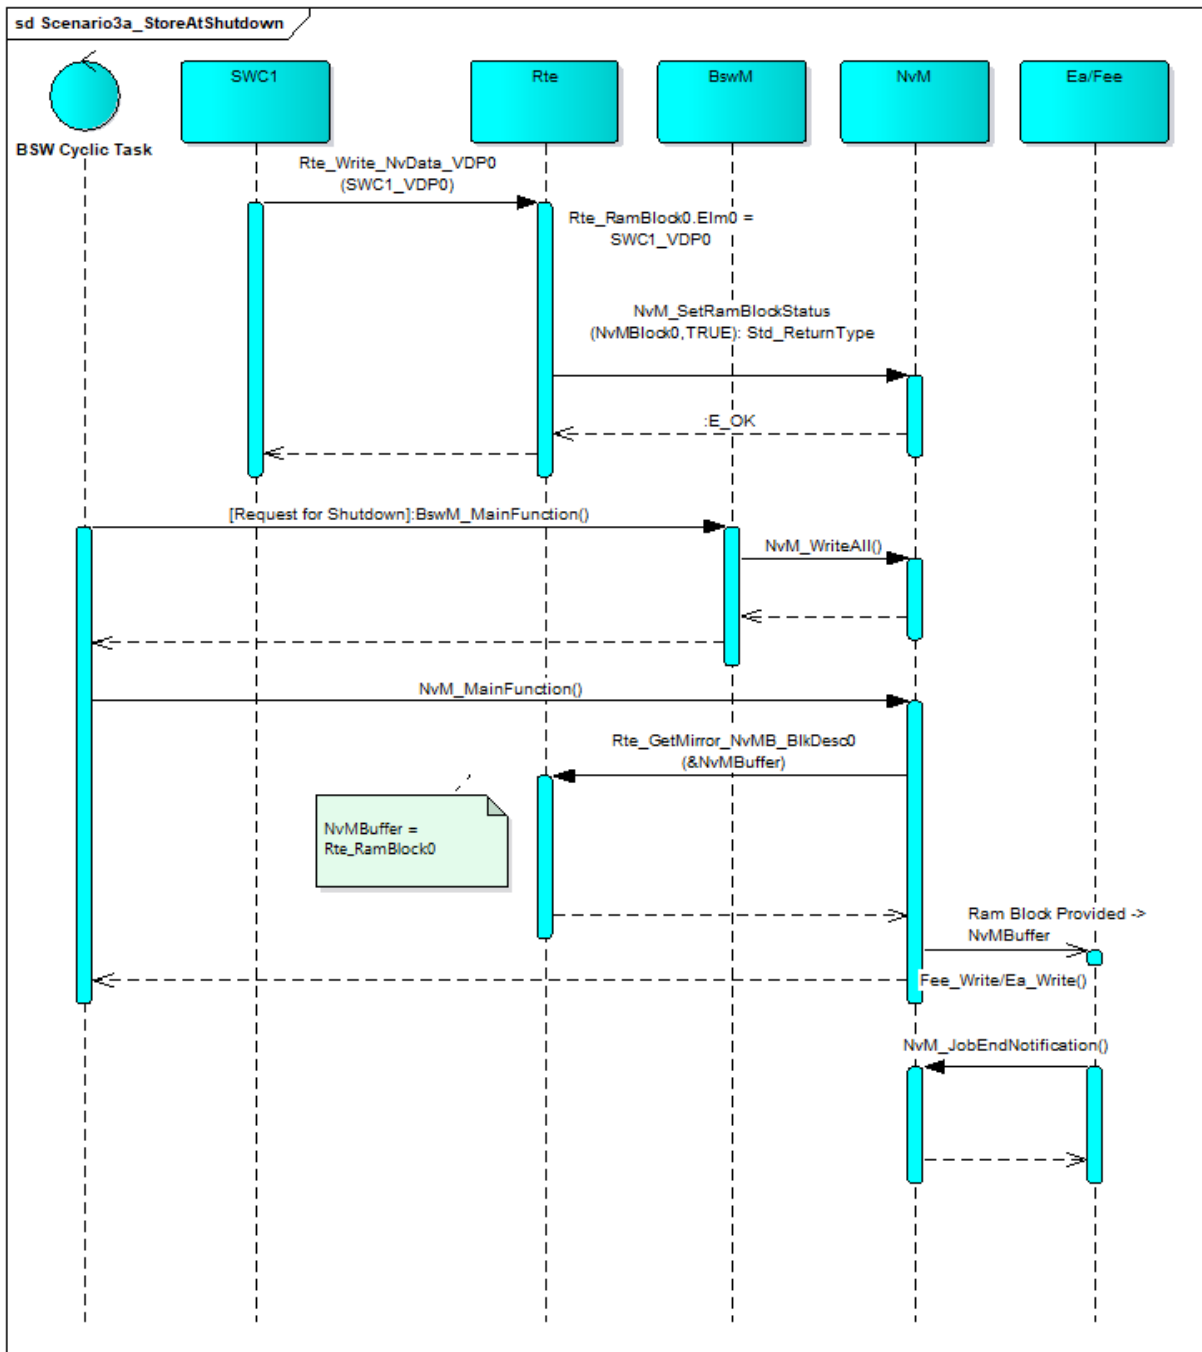 sd Scenario3a_StoreAtShutdown
BSW Cyclic Task
SWC1
Rte
BswM
NvM
Ea/Fee
Rte_Write_NvData_VDP0
(SWC1_VDP0)
Rte_RamBlock0.Elm0 =
SWC1_VDP0
NvM_SetRamBlockStatus
(NvMBlock0,TRUE): Std_ReturnType
:E_OK
[Request for Shutdown]:BswM_MainFunction()
NvM_WriteAll()
NvM_MainFunction()
Rte_GetMirror_NvMB_BlkDesc0
(&NvMBuffer)
NvMBuffer =
Rte_RamBlock0
Ram Block Provided ->
NvMBuffer
Fee_Write/Ea_Write()
NvM_JobEndNotification()